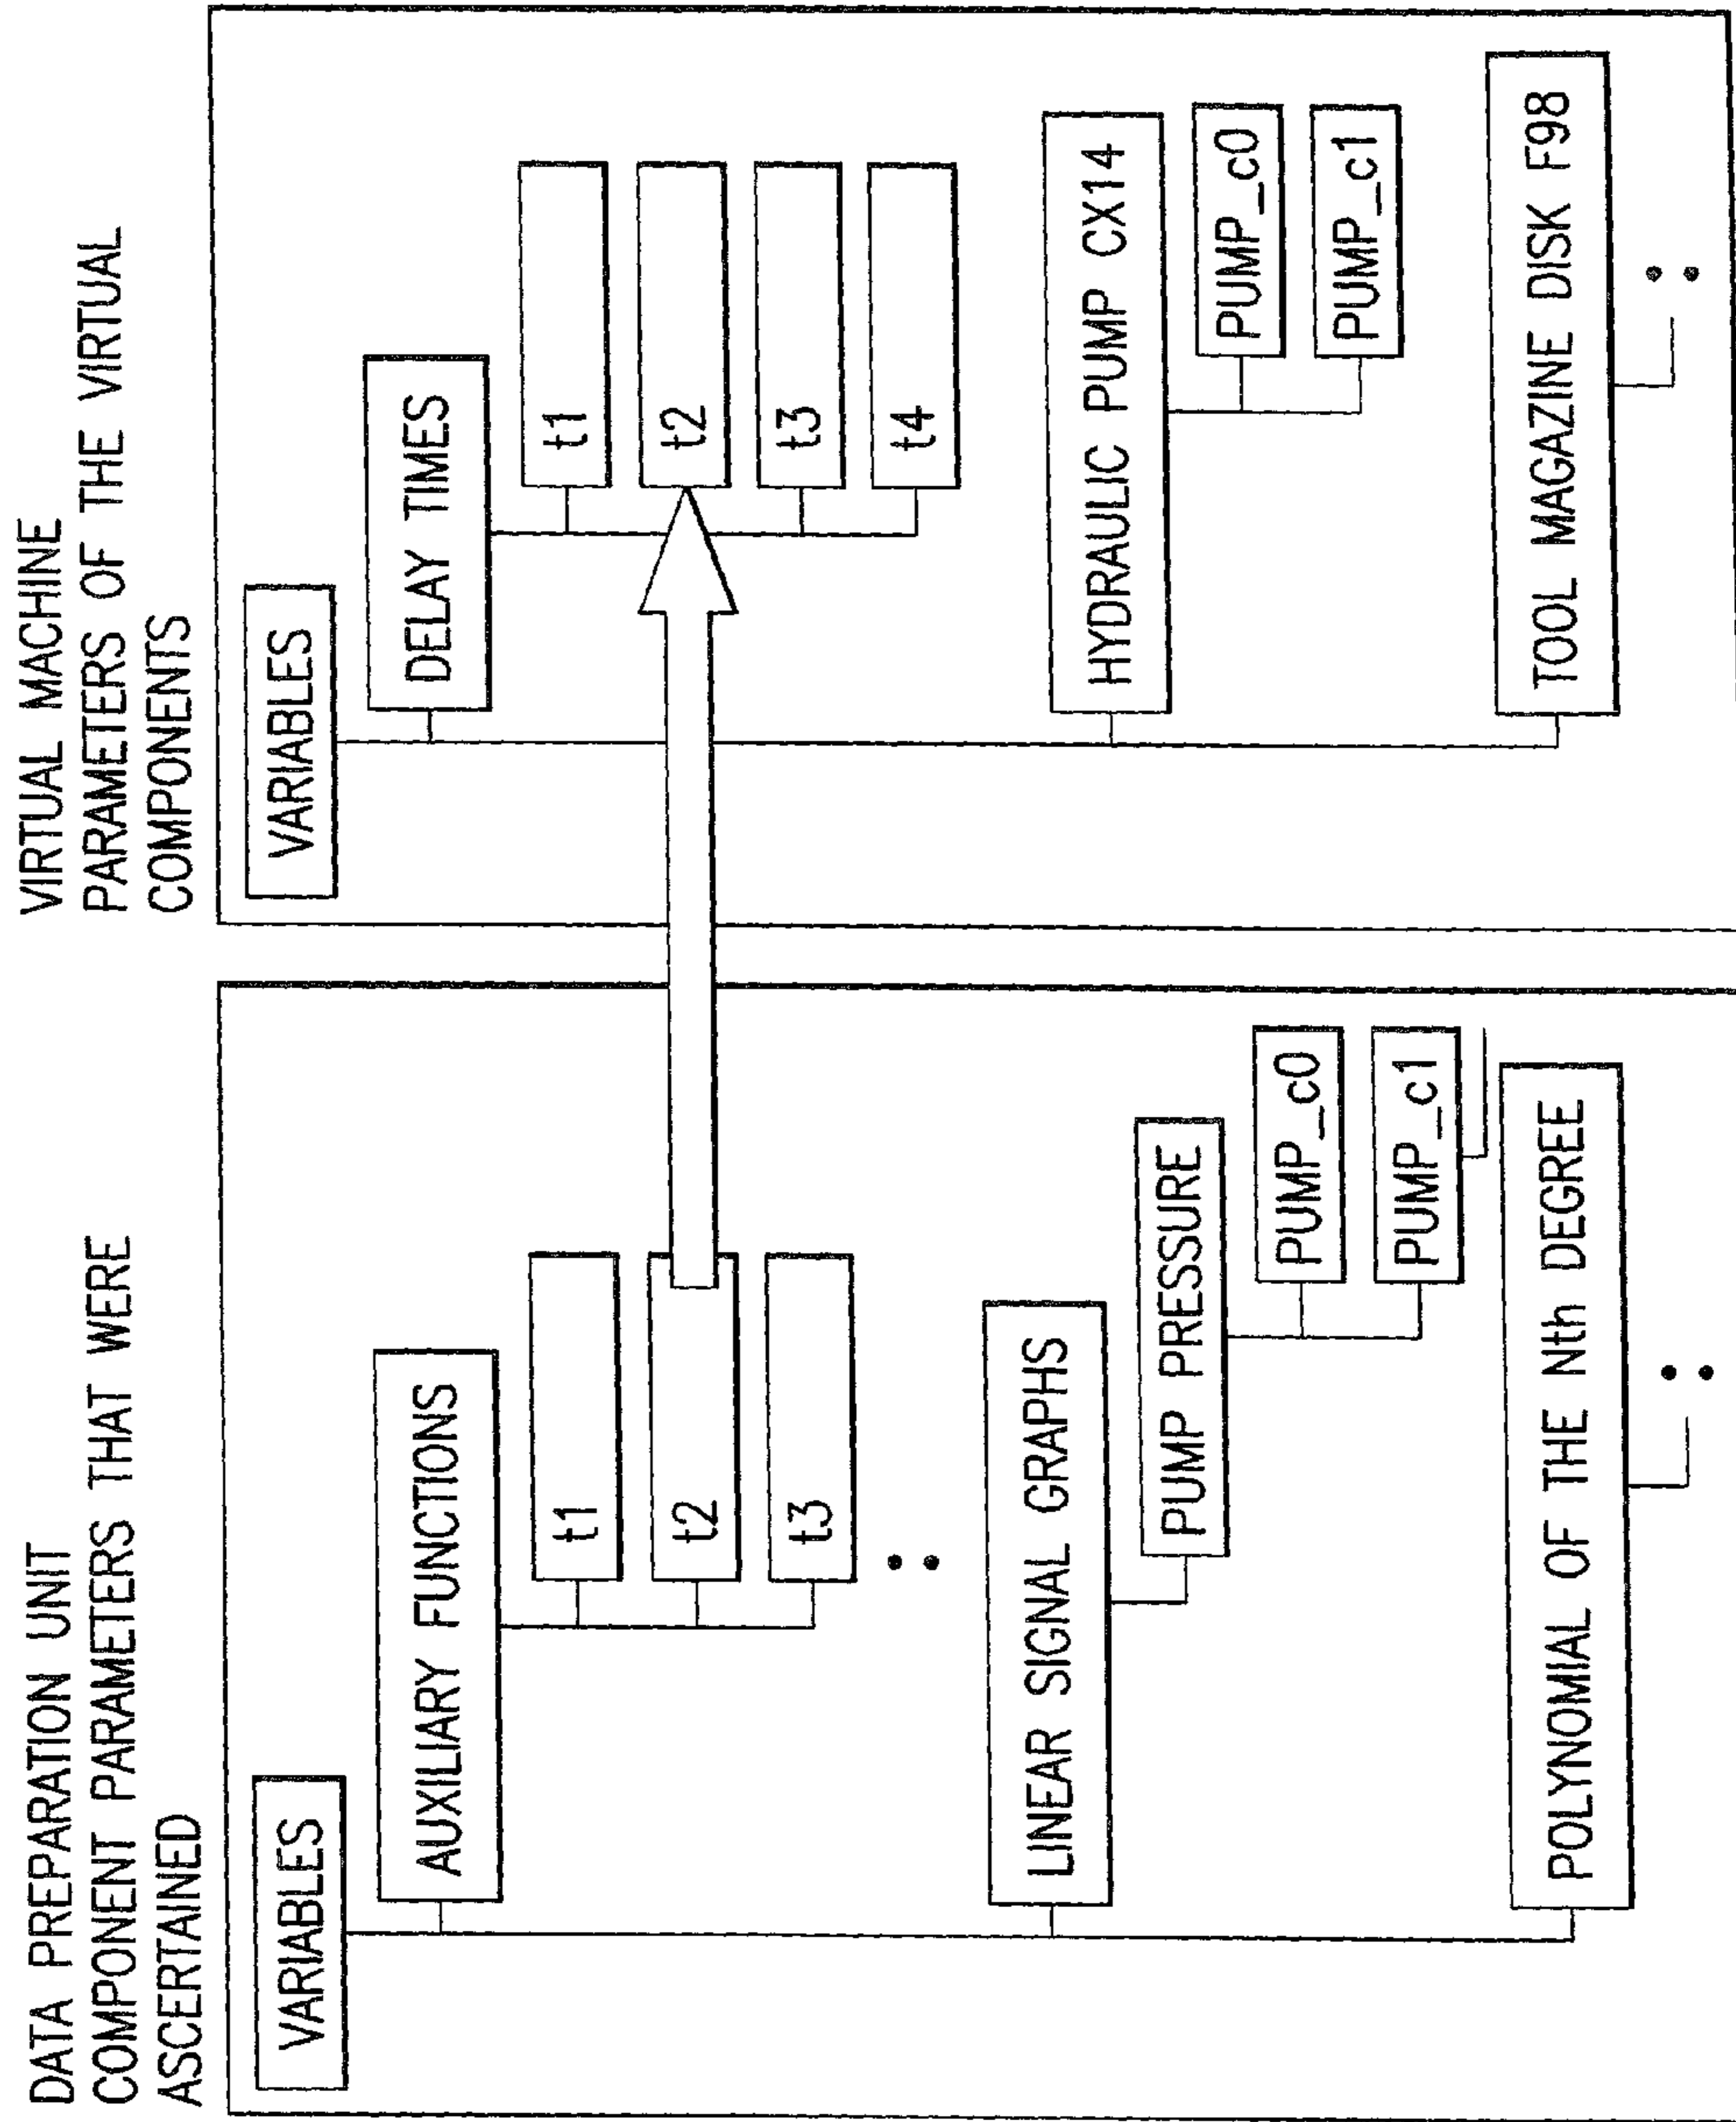 DATA PREPARATION UNIT
COMPONENT PARAMETERS THAT WERE
ASCERTAINED
VARIABLES
AUXILIARY FUNCTIONS
t1
t2
t3
LINEAR SIGNAL GRAPHS
PUMP PRESSURE
PUMP_c0
PUMP_c1
POLYNOMIAL OF THE Nth DEGREE
VIRTUAL MACHINE
PARAMETERS OF THE VIRTUAL
COMPONENTS
VARIABLES
DELAY TIMES
t1
t2
t3
t4
HYDRAULIC PUMP CX14
PUMP_c0
PUMP_c1
TOOL MAGAZINE DISK F98